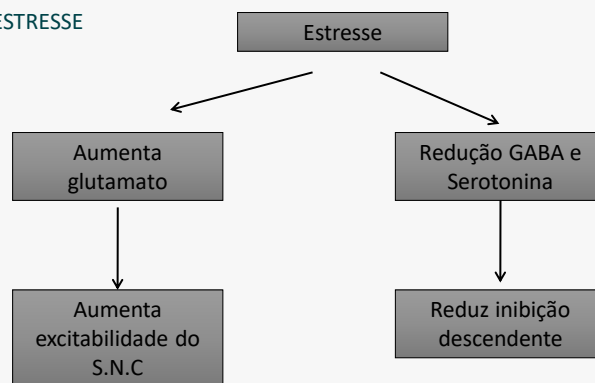 ESTRESSE
Estresse
Aumenta
glutamato
Redução GABA e
Serotonina
Aumenta
excitabilidade do
S.N.C
Reduz inibição
descendente